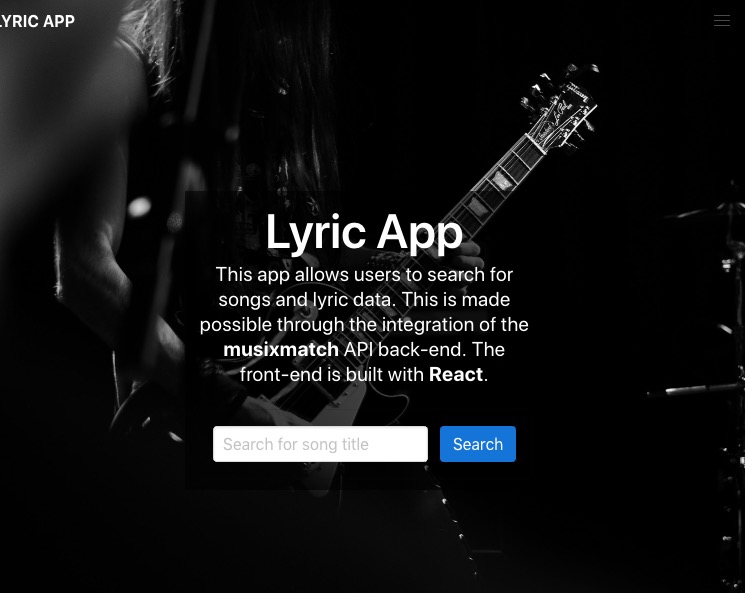 LYRIC APP
Lyric App
This app allows users to search for
songs and lyric data. This is made
possible through the integration of the
musixmatch API back-end. The
front-end is built with React.
Search for song title
Search